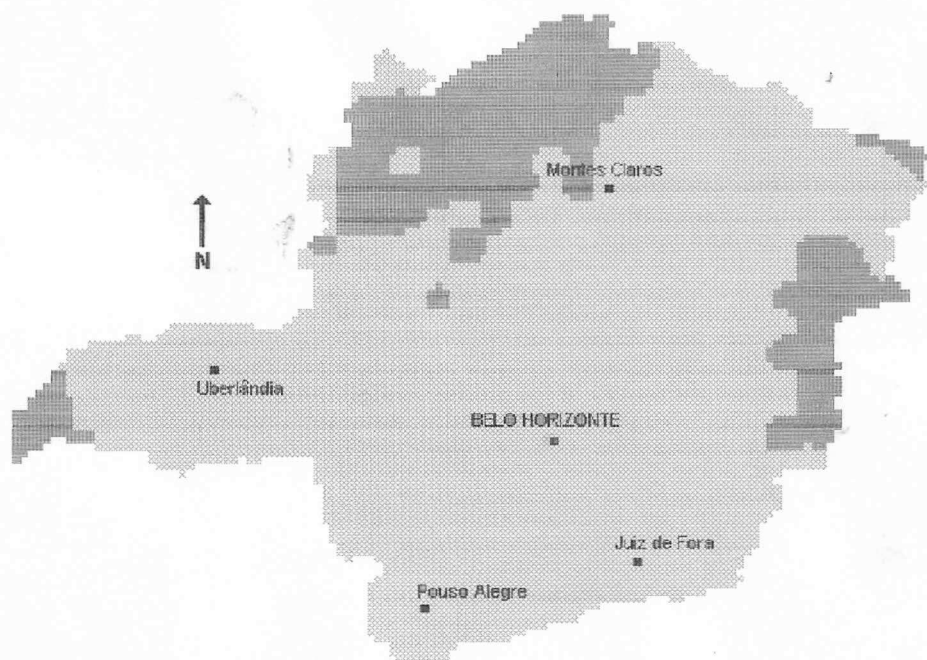 Montes Claros
N
Uberlândia
BELO HORIZONTE
Juiz de Fora
Pouso Alegre